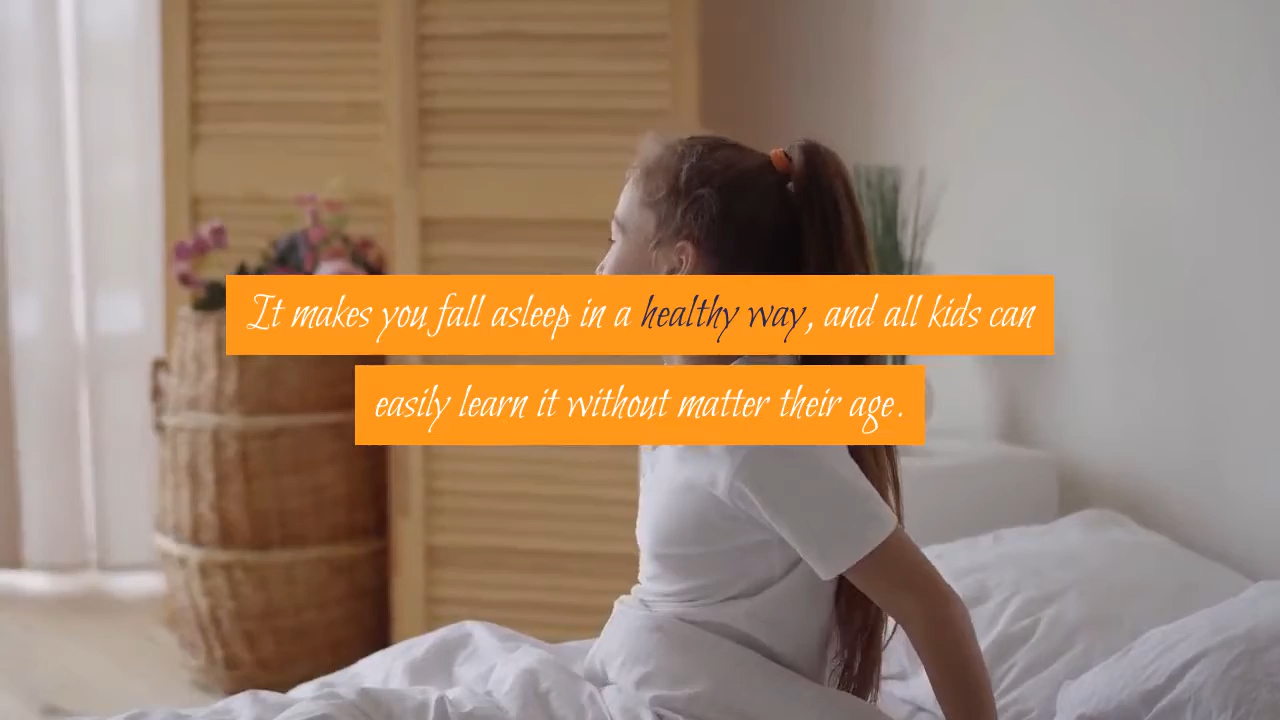 It makes you fall asleep in a healthy way, and all kids can
easily learn it without matter their age.